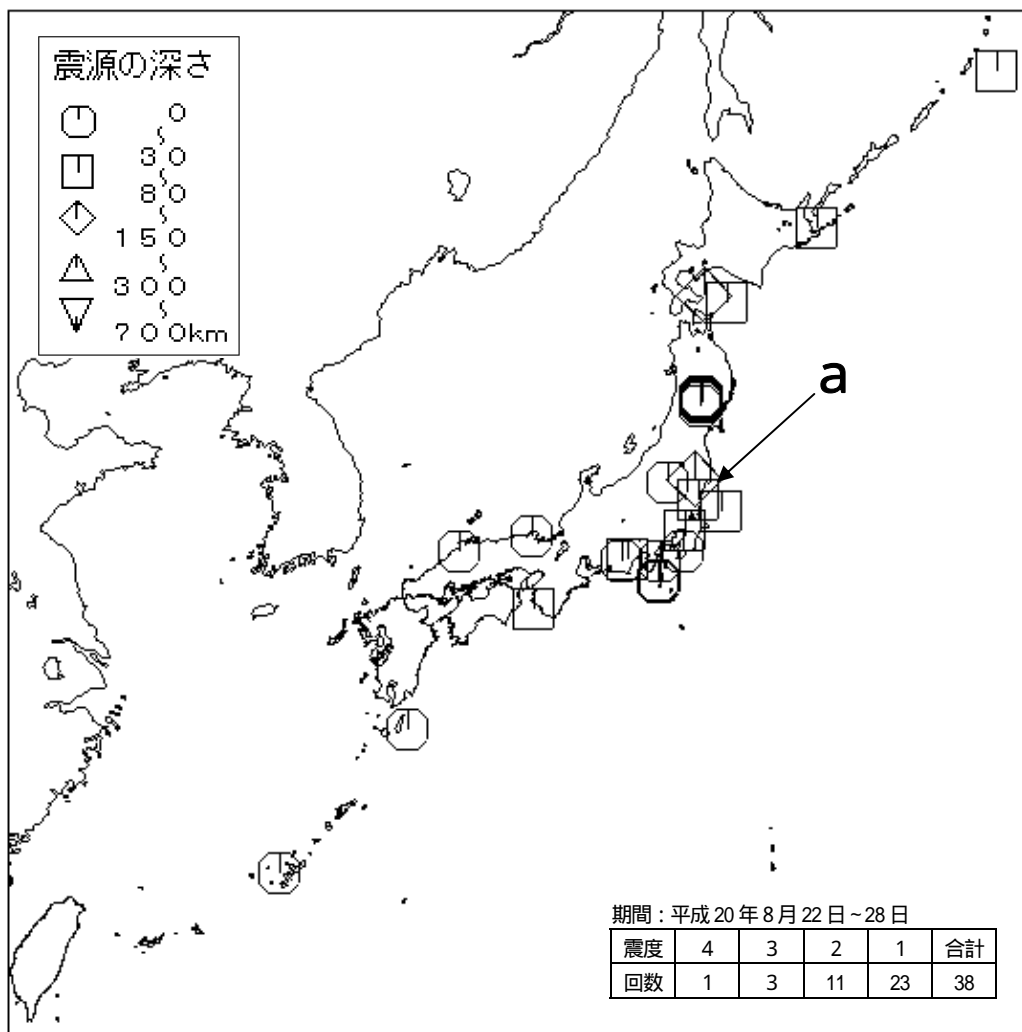 震源の深さ
０
～
３０
～
８０
～
１５０
～
３００
～
７００km
a
期間：平成20年8月22日~28日
震度 4 3 2 1 合計
回数 1 3 11 23 38